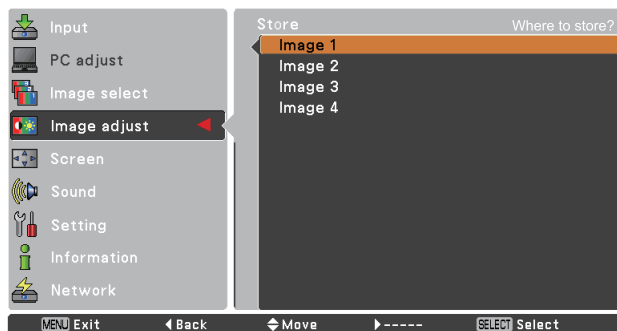 Input
PC adjust
Image select
Image adjust
Screen
Sound
Setting
Information
Network
Store Where to store?
Image 1
Image 2
Image 3
Image 4
MENU Exit Back Move ----- SELECT Select